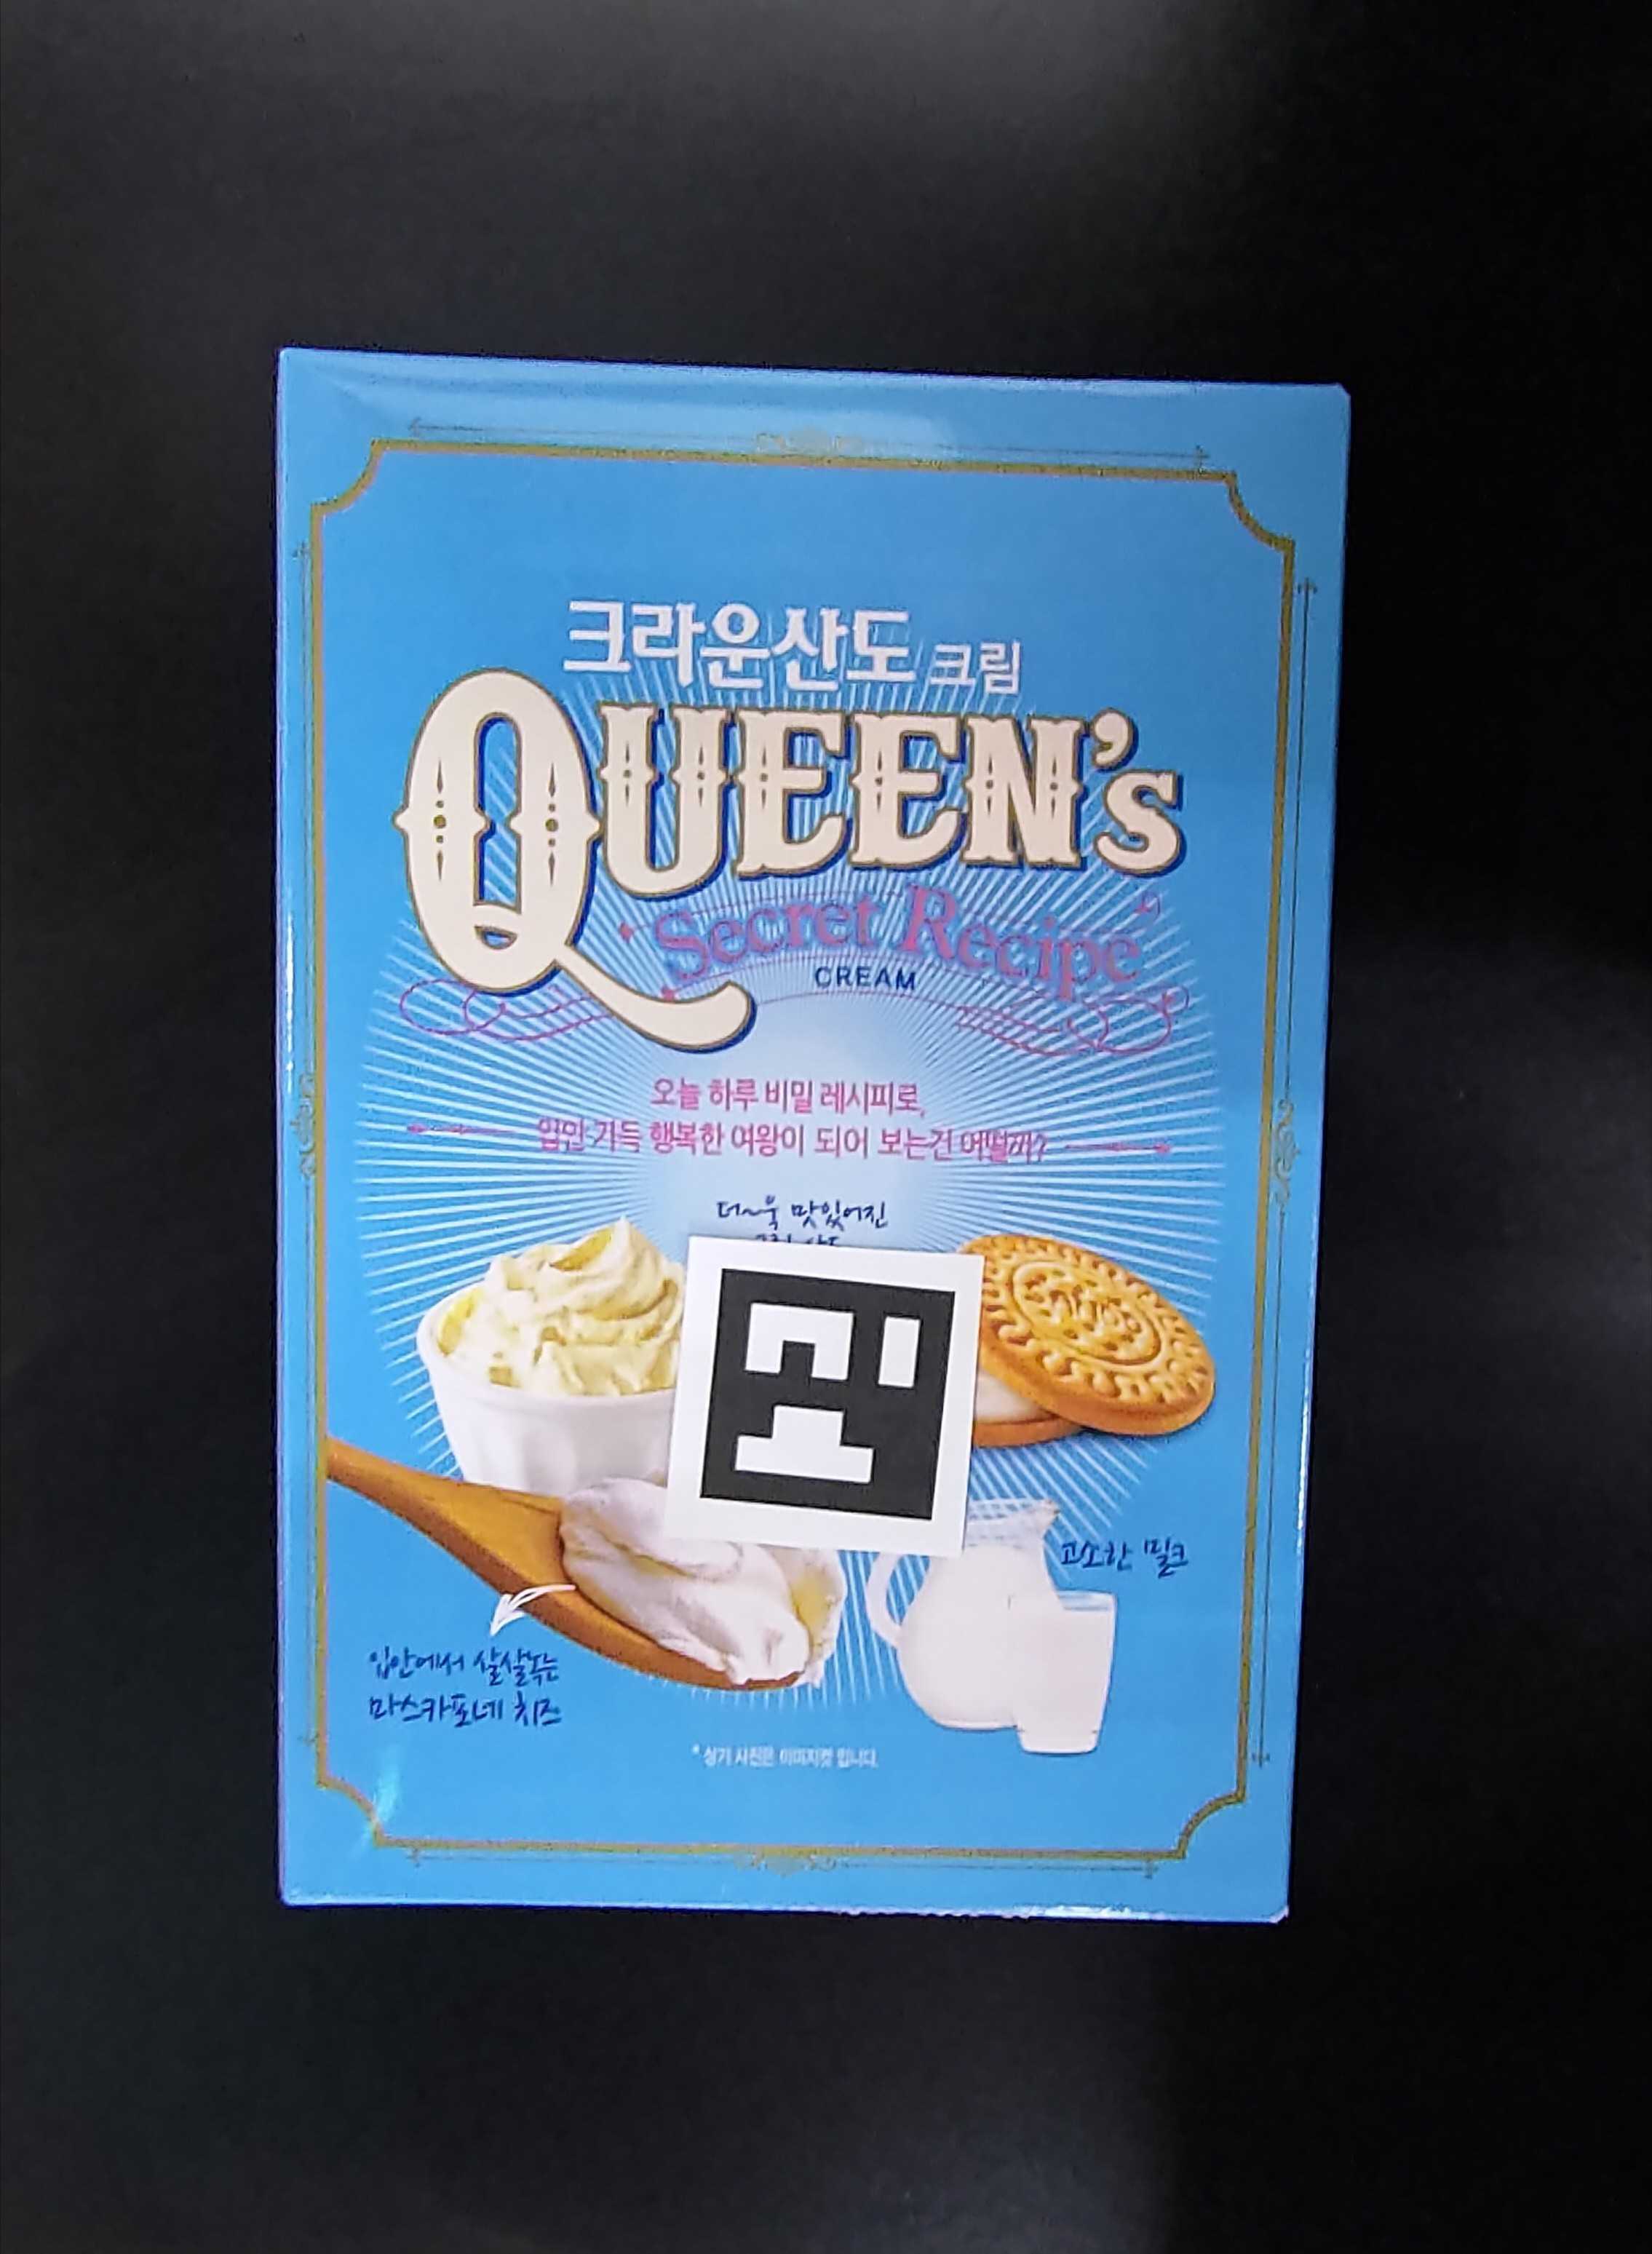 크라운산도 크림
QUEEN's
Secret Recipe
CREAM
오늘 하루 비밀 레시피로,
입안 가득 행복한 여왕이 되어 보는건 어떨까?
더~욱 맛있어진
고소한 밀크
입안에서 살살녹는
마스카포네 치즈
* 상기 사진은 이미지컷 입니다.